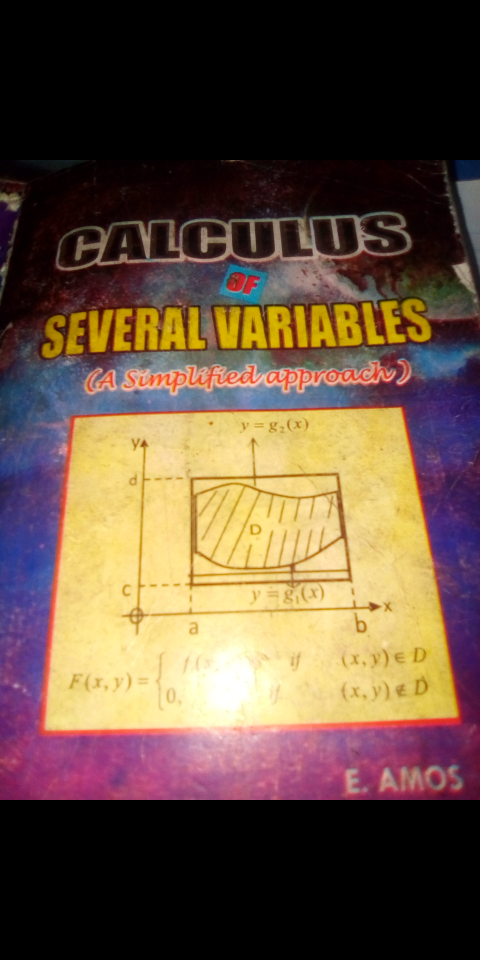 CALCULUS
OF
SEVERAL VARIABLES
(A Simplified approach)
y = g₂(x)
y
d
D
c
y = g₁(x)
x
a
b
F(x, y) = { if (x, y) ∈ D
0, if (x, y) ∉ D
E. AMOS